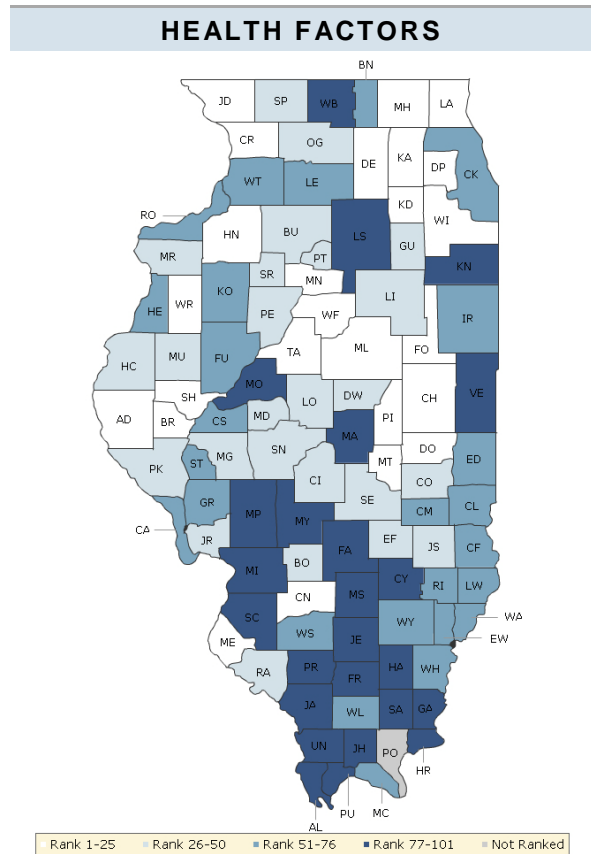 HEALTH FACTORS
BN
JD SP WB MH LA
CR OG DE KA DP CK
WT LE
RO HN BU LS KD WI
MR PT GU KN
SR MN
HE WR KO PE WF LI IR
HC MU FU TA ML FO
MO VE
SH LO DW CH
AD BR CS MD MA PI
MG SN MT DO ED
PK ST CI CO
GR SE CL
CA MP MY CM
JR FA EF JS CF
MI BO CY RI LW
CN MS
SC WS WY WA
ME JE EW
RA PR FR HA WH
JA WL SA GA
UN JH PO
HR
AL PU MC
Rank 1-25 Rank 26-50 Rank 51-76 Rank 77-101 Not Ranked